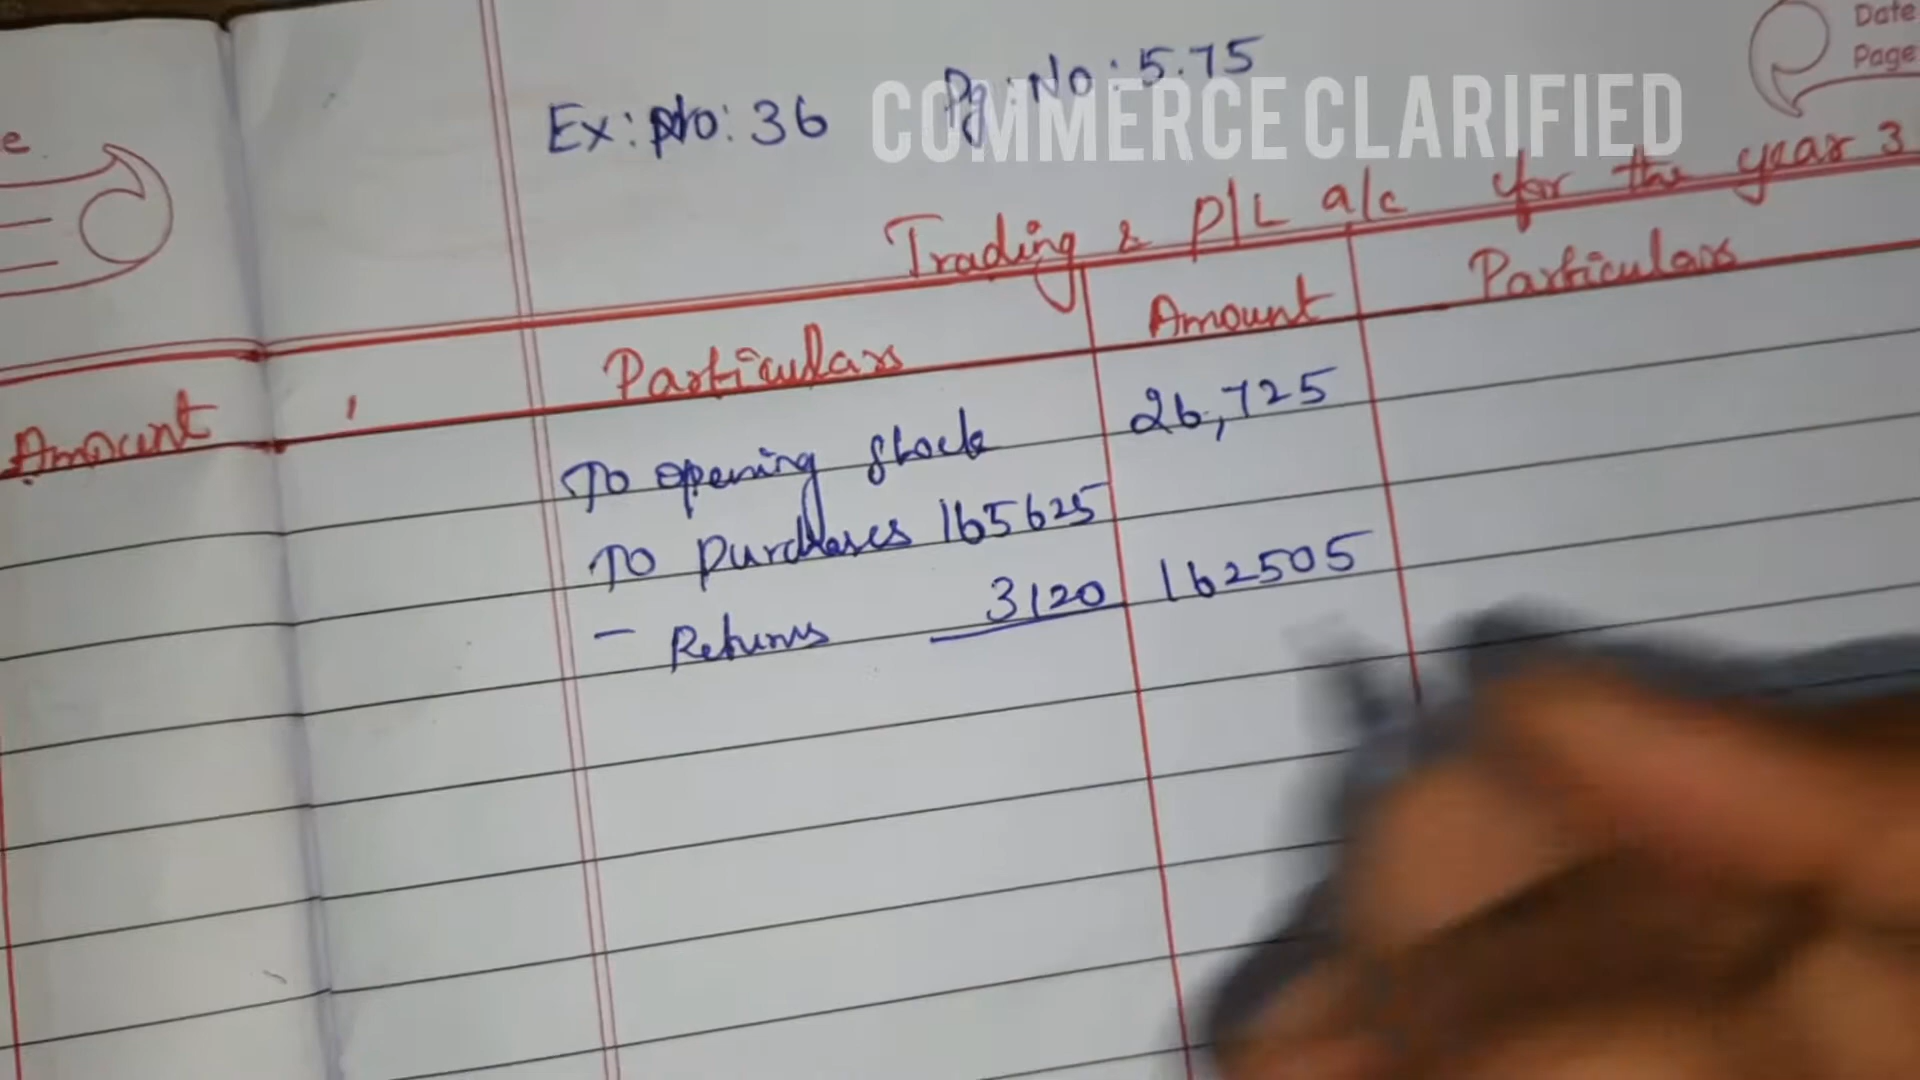 Date
Page
Ex: No: 36 Pg: No: 5.75
COMMERCE CLARIFIED
e
Trading & P/L a/c for the year 3
Amount Particulars Amount Particulars
To opening stock 26,725
To Purchases 165625
- Returns 3120 162505